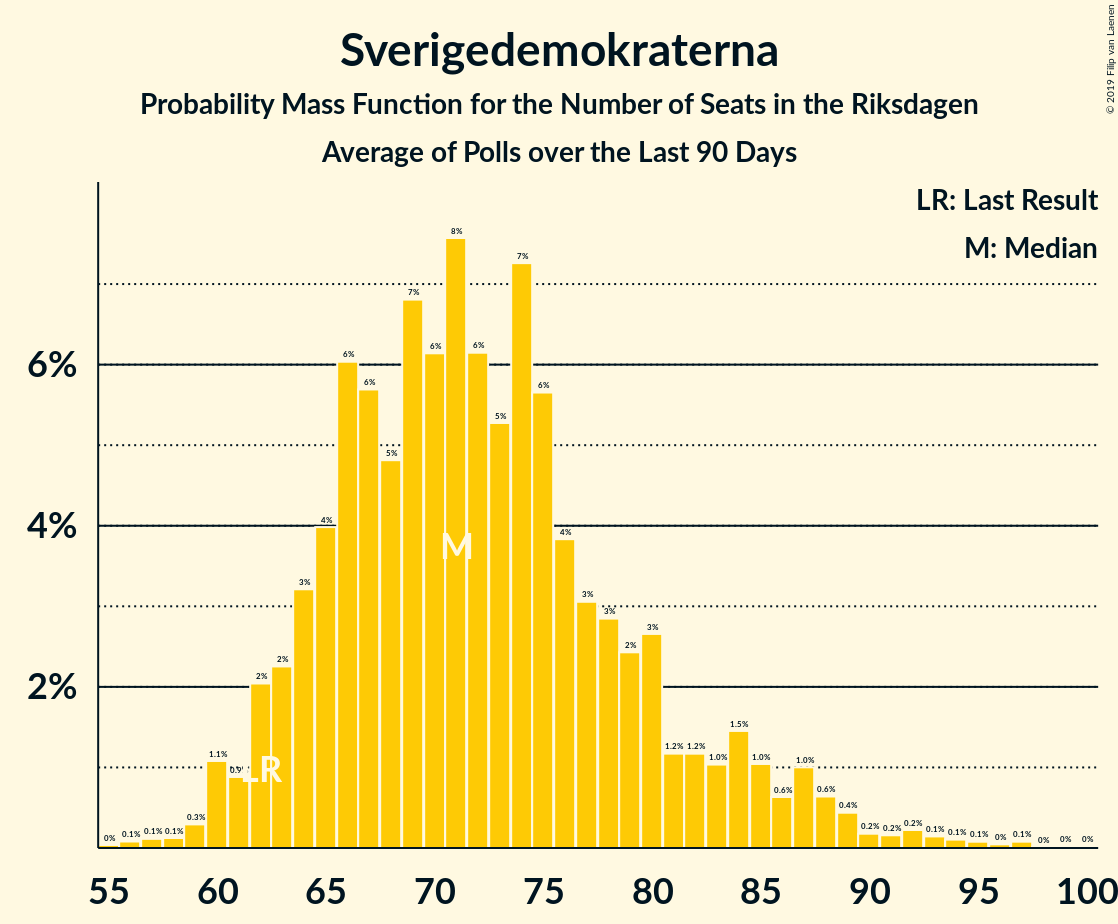 Sverigedemokraterna
Probability Mass Function for the Number of Seats in the Riksdagen
Average of Polls over the Last 90 Days
© 2019 Filip van Laenen
LR: Last Result
M: Median
6%
4%
2%
0% 0.1% 0.1% 0.1% 0.3% 1.1% 0.9% 2% 2% 3% 4% 6% 6% 5% 7% 6% 8% 6% 5% 7% 6% 4% 3% 3% 2% 3% 1.2% 1.2% 1.0% 1.5% 1.0% 0.6% 1.0% 0.6% 0.4% 0.2% 0.2% 0.2% 0.1% 0.1% 0.1% 0% 0.1% 0% 0% 0%
M
LR
55 60 65 70 75 80 85 90 95 100